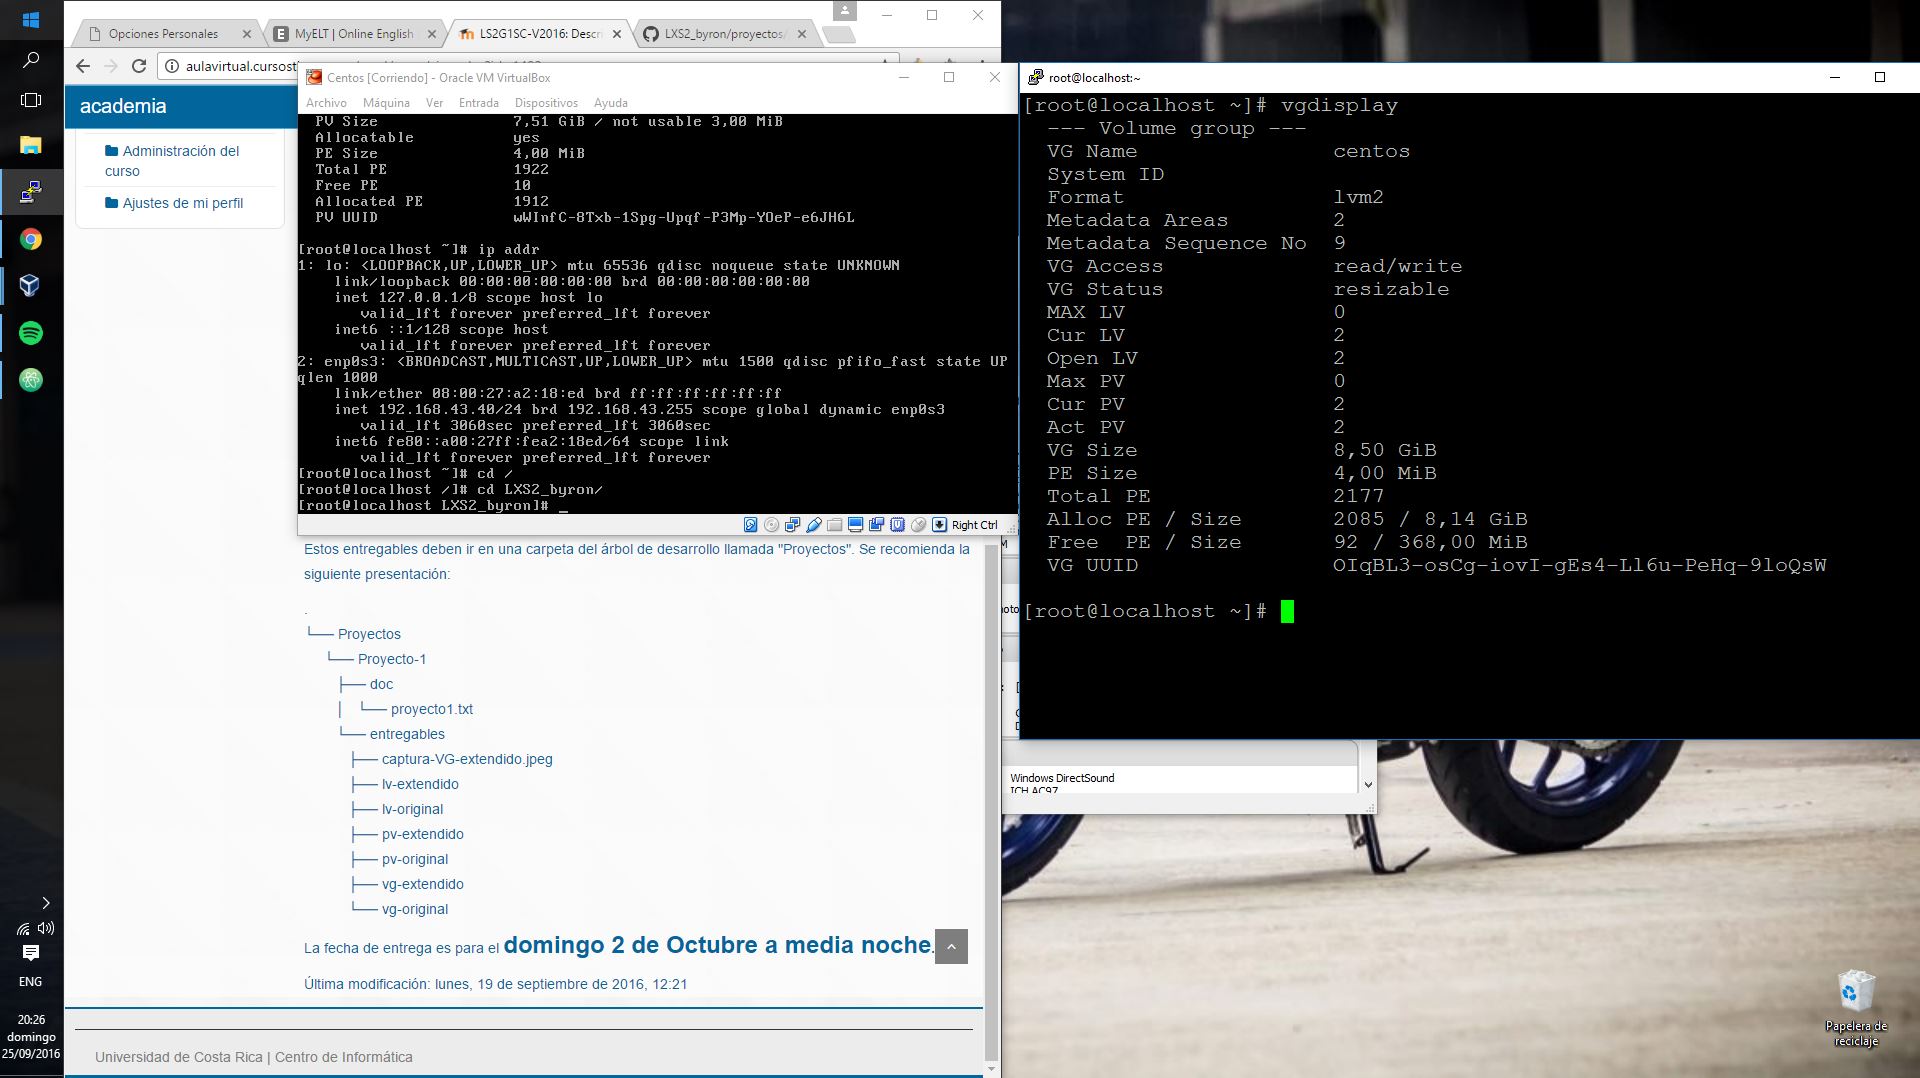 Opciones Personales
MyELT | Online English
LS2G1SC-V2016: Descri
LXS2_byron/proyectos/
aulavirtual.cursost
academia
Administración del
curso
Ajustes de mi perfil
Centos [Corriendo] - Oracle VM VirtualBox
Archivo Máquina Ver Entrada Dispositivos Ayuda
PV Size 7,51 GiB / not usable 3,00 MiB
Allocatable yes
PE Size 4,00 MiB
Total PE 1922
Free PE 10
Allocated PE 1912
PV UUID wWInfC-8Txb-1Spg-Upqf-P3Mp-YOeP-e6JH6L
[root@localhost ~]# ip addr
1: lo: <LOOPBACK,UP,LOWER_UP> mtu 65536 qdisc noqueue state UNKNOWN
link/loopback 00:00:00:00:00:00 brd 00:00:00:00:00:00
inet 127.0.0.1/8 scope host lo
valid_lft forever preferred_lft forever
inet6 ::1/128 scope host
valid_lft forever preferred_lft forever
2: enp0s3: <BROADCAST,MULTICAST,UP,LOWER_UP> mtu 1500 qdisc pfifo_fast state UP
qlen 1000
link/ether 08:00:27:a2:18:ed brd ff:ff:ff:ff:ff:ff
inet 192.168.43.40/24 brd 192.168.43.255 scope global dynamic enp0s3
valid_lft 3060sec preferred_lft 3060sec
inet6 fe80::a00:27ff:fea2:18ed/64 scope link
valid_lft forever preferred_lft forever
[root@localhost ~]# cd /
[root@localhost /]# cd LXS2_byron/
[root@localhost LXS2_byron]# _
Right Ctrl
Estos entregables deben ir en una carpeta del árbol de desarrollo llamada "Proyectos". Se recomienda la
siguiente presentación:
.
└── Proyectos
└── Proyecto-1
├── doc
│ └── proyecto1.txt
└── entregables
├── captura-VG-extendido.jpeg
├── lv-extendido
├── lv-original
├── pv-extendido
├── pv-original
├── vg-extendido
└── vg-original
La fecha de entrega es para el domingo 2 de Octubre a media noche.
Última modificación: lunes, 19 de septiembre de 2016, 12:21
Universidad de Costa Rica | Centro de Informática
root@localhost:~
[root@localhost ~]# vgdisplay
--- Volume group ---
VG Name centos
System ID
Format lvm2
Metadata Areas 2
Metadata Sequence No 9
VG Access read/write
VG Status resizable
MAX LV 0
Cur LV 2
Open LV 2
Max PV 0
Cur PV 2
Act PV 2
VG Size 8,50 GiB
PE Size 4,00 MiB
Total PE 2177
Alloc PE / Size 2085 / 8,14 GiB
Free PE / Size 92 / 368,00 MiB
VG UUID OIqBL3-osCg-iovI-gEs4-Ll6u-PeHq-9loQsW
[root@localhost ~]#
Windows DirectSound
ICH AC97
Papelera de
reciclaje
ENG
20:26
domingo
25/09/2016